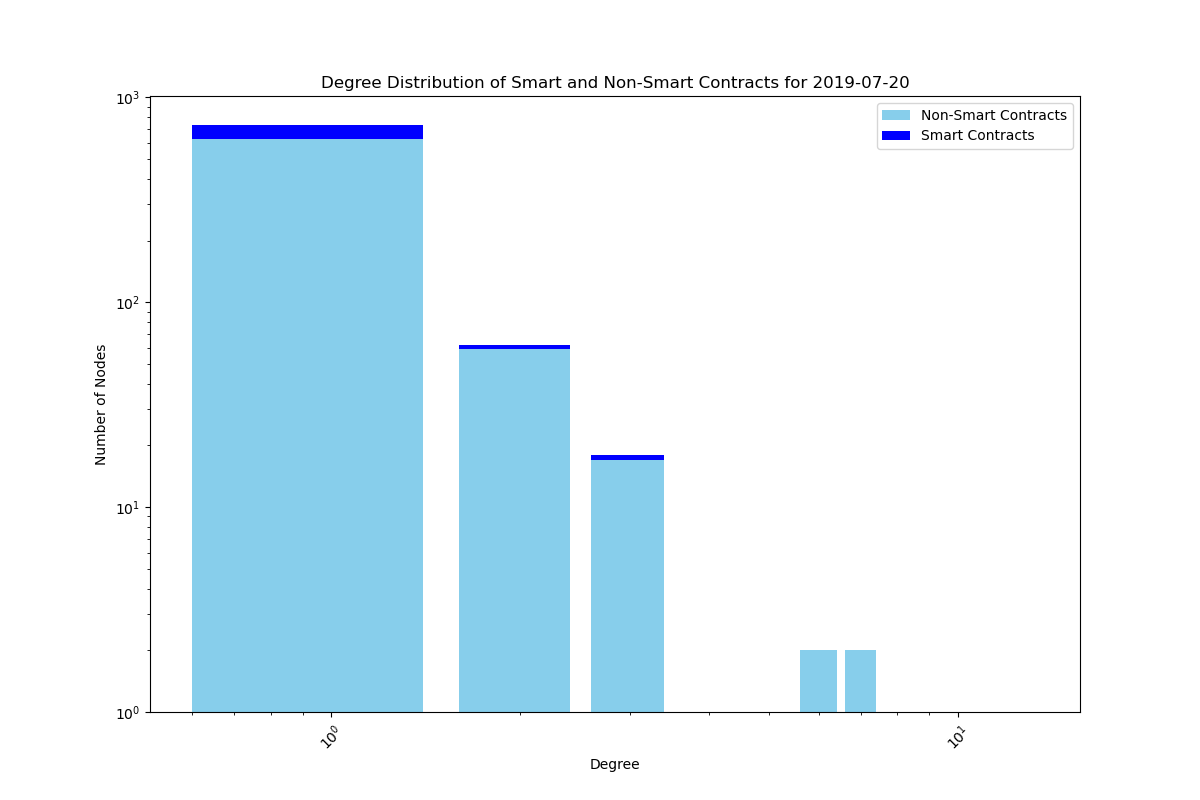 Degree Distribution of Smart and Non-Smart Contracts for 2019-07-20
Non-Smart Contracts
Smart Contracts
Number of Nodes
10³
10²
10¹
10⁰
10⁰
10¹
Degree